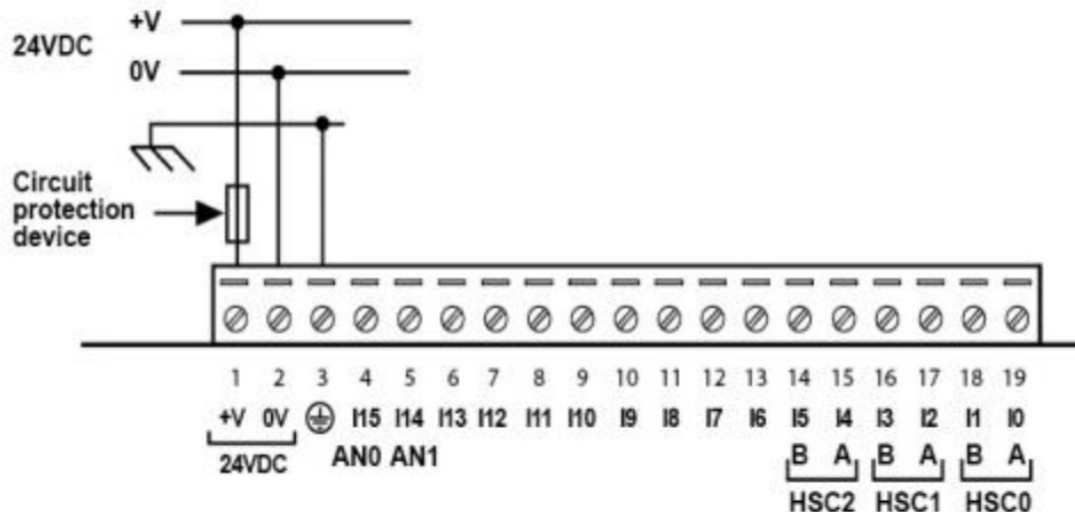 +V
24VDC
0V
Circuit
protection
device
1 2 3 4 5 6 7 8 9 10 11 12 13 14 15 16 17 18 19
+V 0V I15 I14 I13 I12 I11 I10 I9 I8 I7 I6 I5 I4 I3 I2 I1 I0
24VDC AN0 AN1 B A B A B A
HSC2 HSC1 HSC0